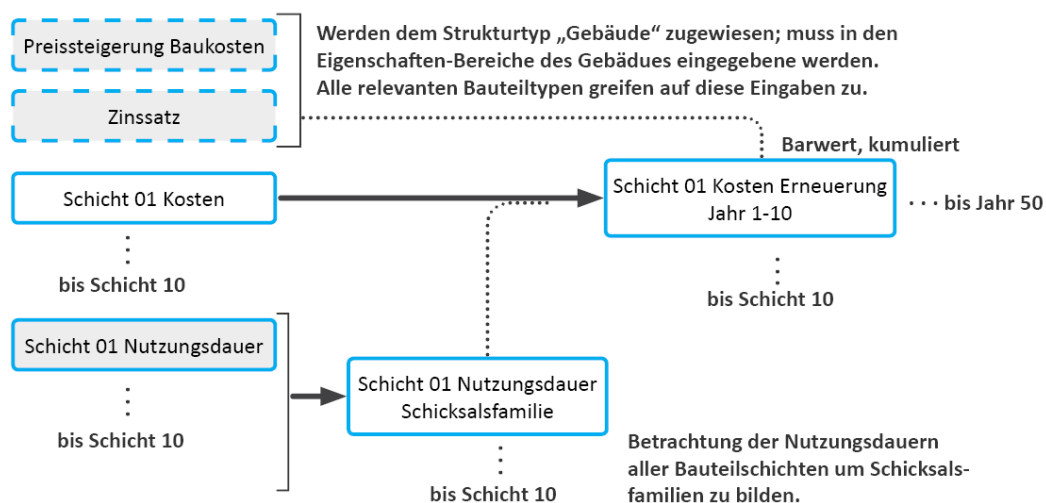 Preissteigerung Baukosten
Zinssatz
Werden dem Strukturtyp „Gebäude“ zugewiesen; muss in den
Eigenschaften-Bereiche des Gebädues eingegebene werden.
Alle relevanten Bauteiltypen greifen auf diese Eingaben zu.
Barwert, kumuliert
Schicht 01 Kosten
Schicht 01 Kosten Erneuerung
Jahr 1-10
··· bis Jahr 50
bis Schicht 10
bis Schicht 10
Schicht 01 Nutzungsdauer
bis Schicht 10
Schicht 01 Nutzungsdauer
Schicksalsfamilie
bis Schicht 10
Betrachtung der Nutzungsdauern
aller Bauteilschichten um Schicksals-
familien zu bilden.